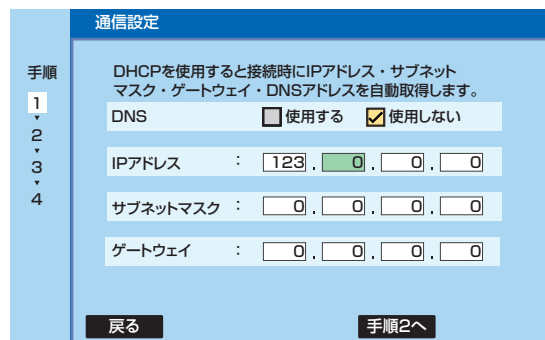 通信設定
手順
1
2
3
4
DHCPを使用すると接続時にIPアドレス・サブネット
マスク・ゲートウェイ・DNSアドレスを自動取得します。
DNS 使用する 使用しない
IPアドレス : 123 . 0 . 0 . 0
サブネットマスク : 0 . 0 . 0 . 0
ゲートウェイ : 0 . 0 . 0 . 0
戻る 手順2へ